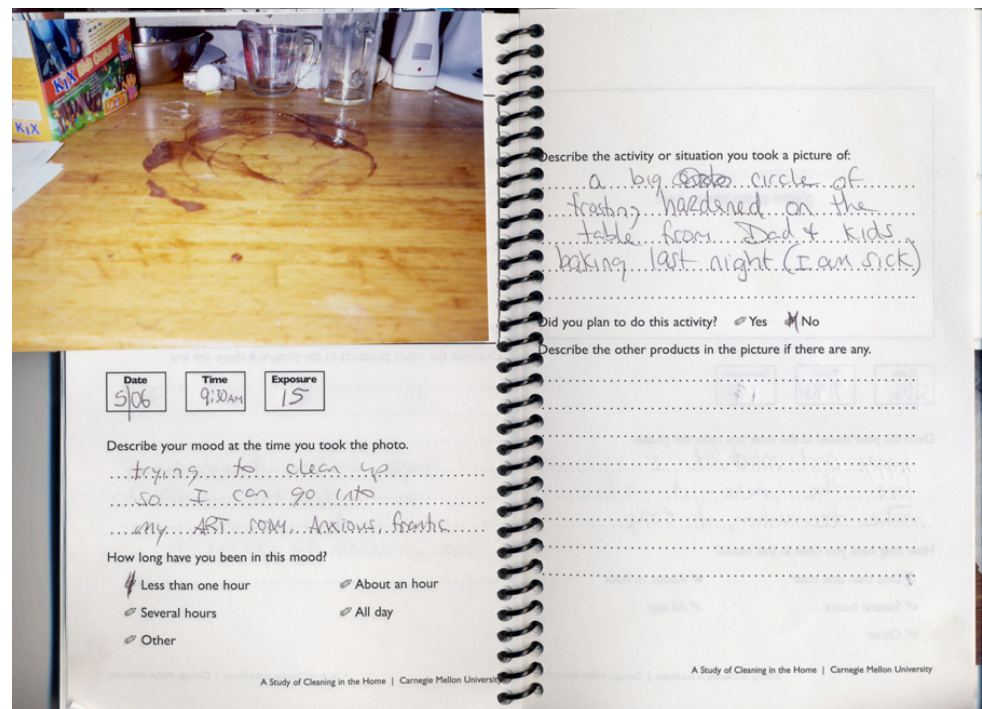 KiX
KiX
Date
5/06
Time
9:30 AM
Exposure
15
Describe your mood at the time you took the photo.
trying to clean up
so I can go into
my ART room. Anxious, frantic
How long have you been in this mood?
Less than one hour
About an hour
Several hours
All day
Other
A Study of Cleaning in the Home | Carnegie Mellon University
Describe the activity or situation you took a picture of:
a big circle of
frosting hardened on the
table from Dad & kids
baking last night (I am sick)
Did you plan to do this activity? Yes No
Describe the other products in the picture if there are any.
A Study of Cleaning in the Home | Carnegie Mellon University